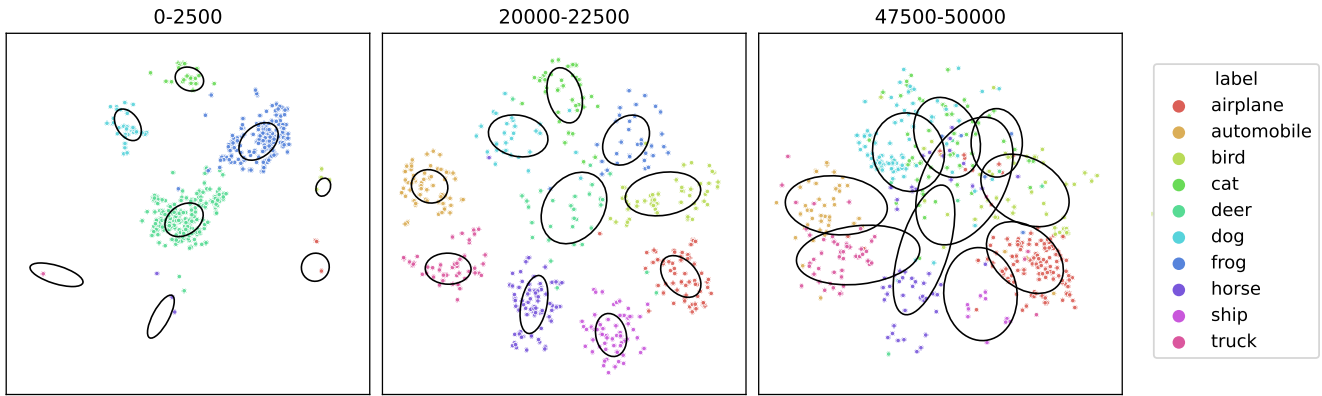 0-2500
20000-22500
47500-50000
label
airplane
automobile
bird
cat
deer
dog
frog
horse
ship
truck